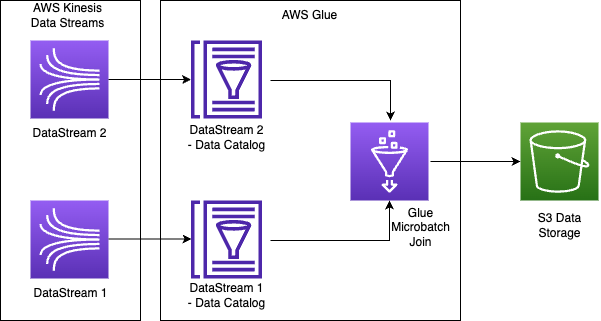 AWS Kinesis
Data Streams
AWS Glue
DataStream 2
DataStream 2
- Data Catalog
Glue
Microbatch
Join
S3 Data
Storage
DataStream 1
DataStream 1
- Data Catalog